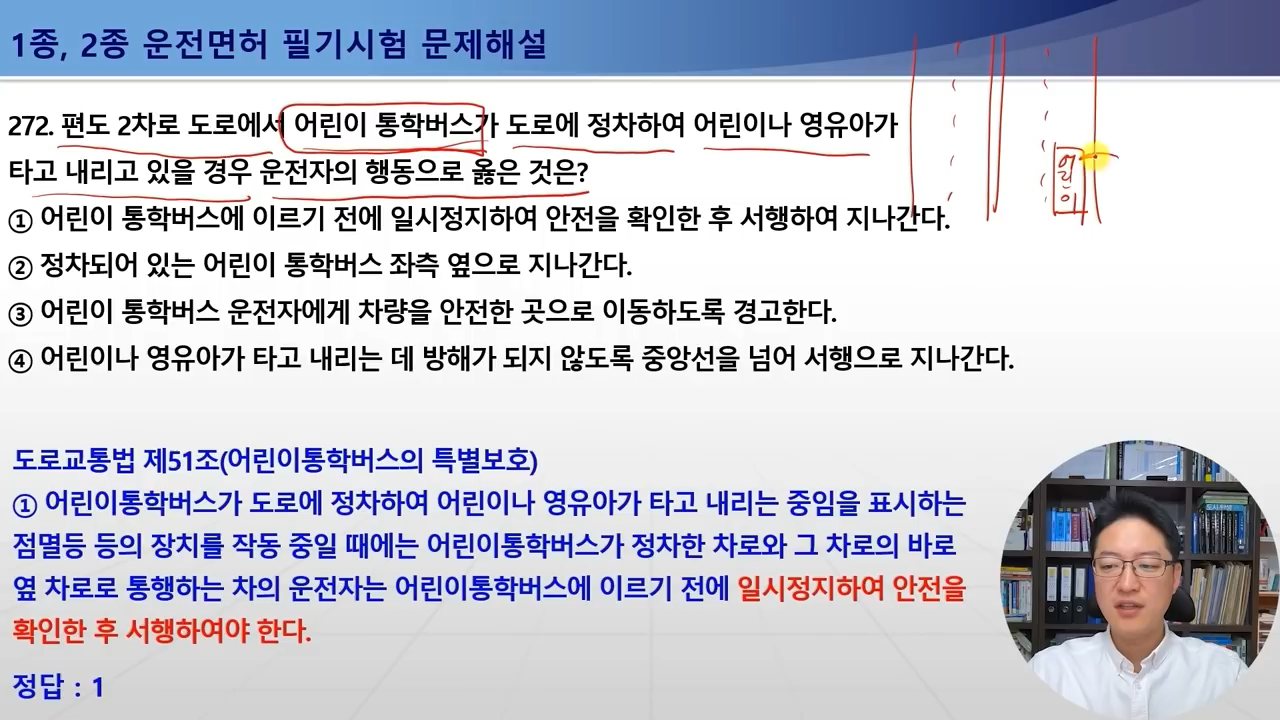 1종, 2종 운전면허 필기시험 문제해설
272. 편도 2차로 도로에서 어린이 통학버스가 도로에 정차하여 어린이나 영유아가
타고 내리고 있을 경우 운전자의 행동으로 옳은 것은?
① 어린이 통학버스에 이르기 전에 일시정지하여 안전을 확인한 후 서행하여 지나간다.
② 정차되어 있는 어린이 통학버스 좌측 옆으로 지나간다.
③ 어린이 통학버스 운전자에게 차량을 안전한 곳으로 이동하도록 경고한다.
④ 어린이나 영유아가 타고 내리는 데 방해가 되지 않도록 중앙선을 넘어 서행으로 지나간다.
어린이
도로교통법 제51조(어린이통학버스의 특별보호)
① 어린이통학버스가 도로에 정차하여 어린이나 영유아가 타고 내리는 중임을 표시하는
점멸등 등의 장치를 작동 중일 때에는 어린이통학버스가 정차한 차로와 그 차로의 바로
옆 차로로 통행하는 차의 운전자는 어린이통학버스에 이르기 전에 일시정지하여 안전을
확인한 후 서행하여야 한다.
정답 : 1